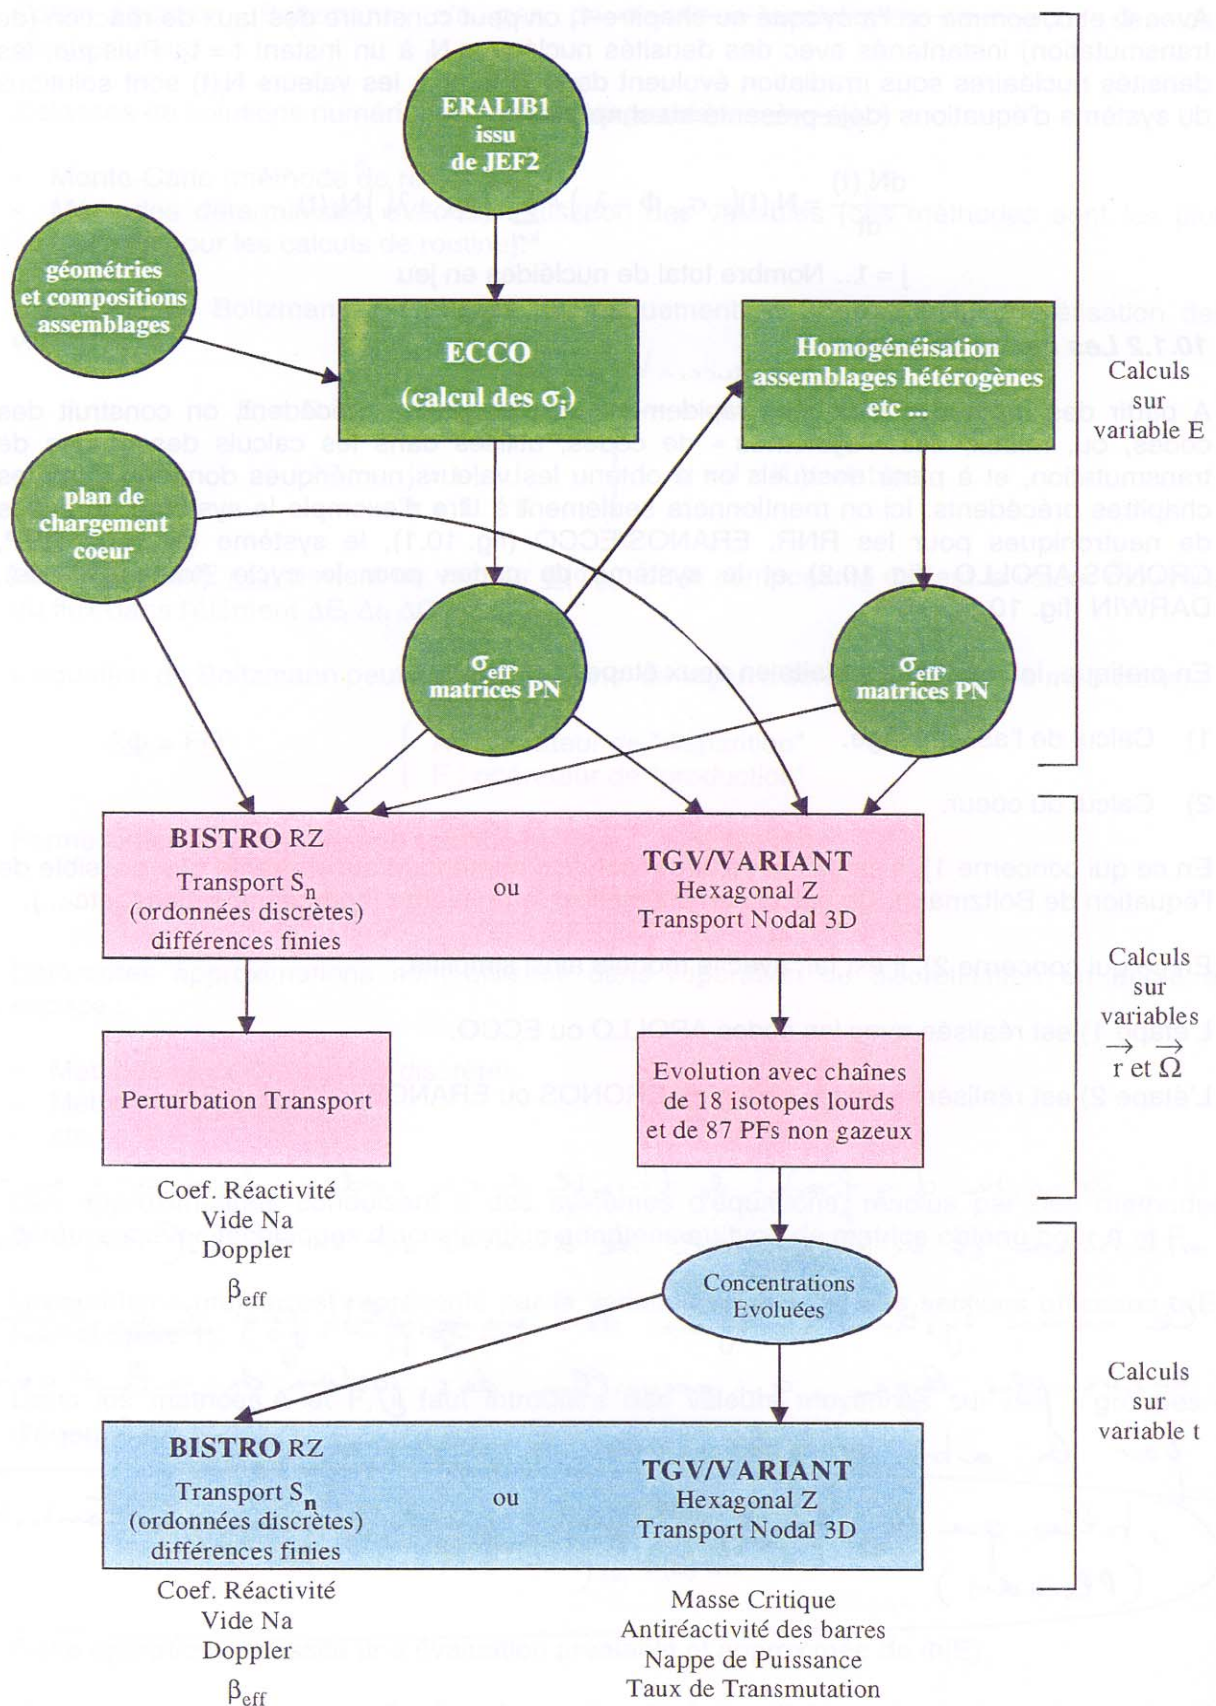 ERALIB1
issu
de JEF2
géométries
et compositions
assemblages
ECCO
(calcul des σi)
Homogénéisation
assemblages hétérogènes
etc ...
Calculs
sur
variable E
plan de
chargement
coeur
σeff,
matrices PN
σeff,
matrices PN
BISTRO RZ
Transport Sn
(ordonnées discrètes)
différences finies
ou
TGV/VARIANT
Hexagonal Z
Transport Nodal 3D
Calculs
sur
variables
r et Ω
Perturbation Transport
Evolution avec chaînes
de 18 isotopes lourds
et de 87 PFs non gazeux
Coef. Réactivité
Vide Na
Doppler
βeff
Concentrations
Evoluées
Calculs
sur
variable t
BISTRO RZ
Transport Sn
(ordonnées discrètes)
différences finies
ou
TGV/VARIANT
Hexagonal Z
Transport Nodal 3D
Coef. Réactivité
Vide Na
Doppler
βeff
Masse Critique
Antiréactivité des barres
Nappe de Puissance
Taux de Transmutation